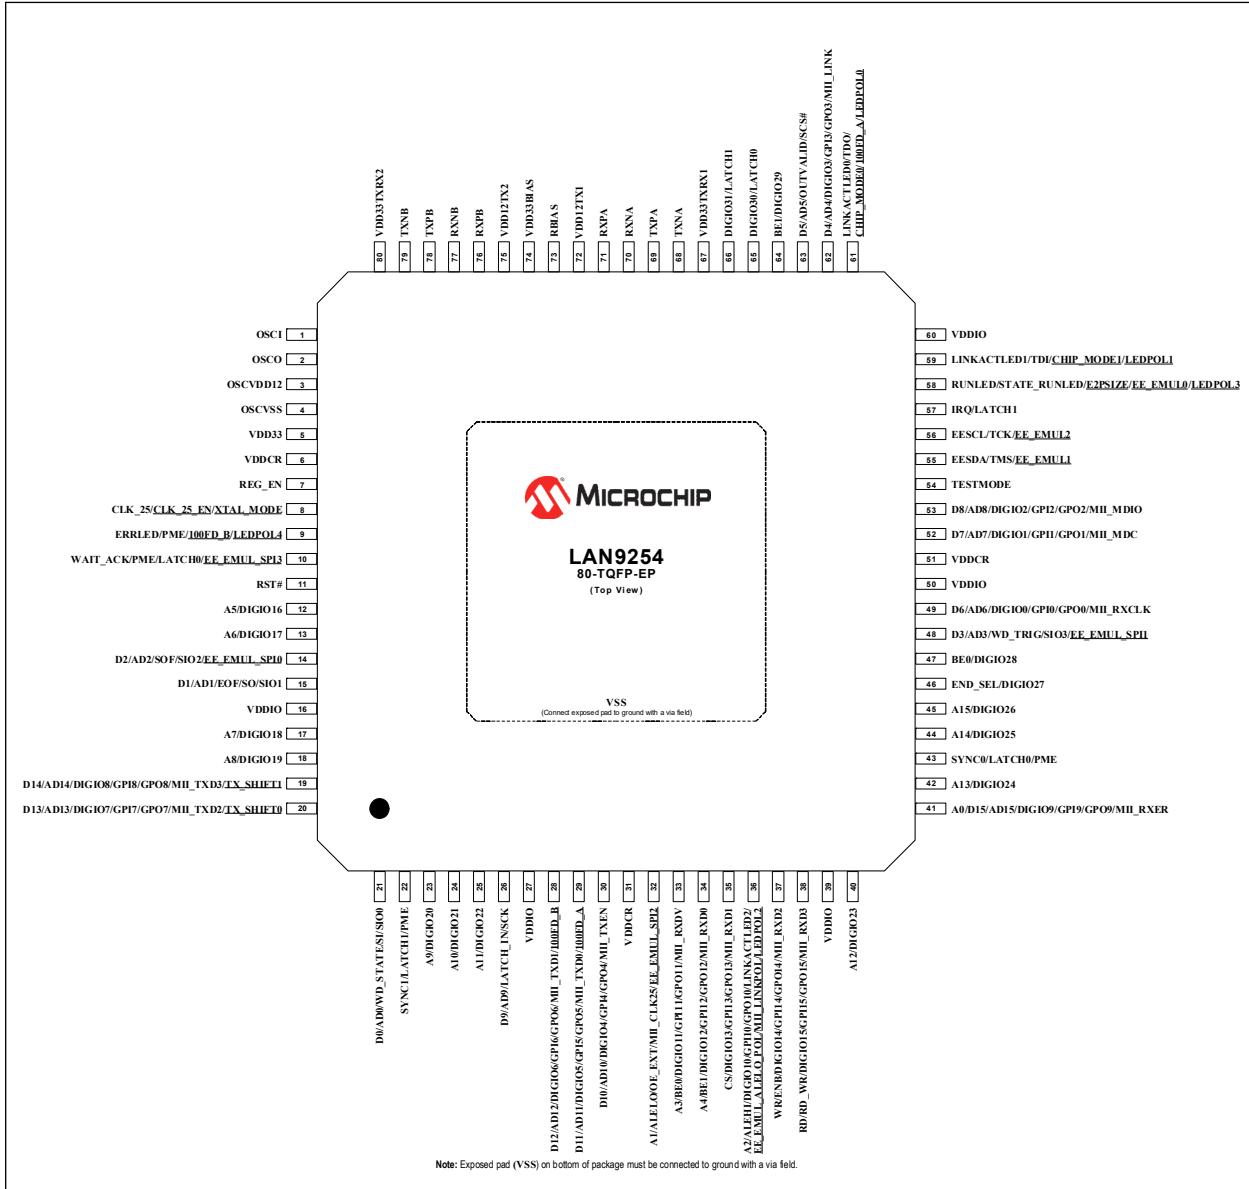 VDD33TXRX2
TXNB
TXPB
RXNB
RXPB
VDD12TX2
VDD33BIAS
RBIAS
VDD12TX1
RXPA
RXNA
TXPA
TXNA
VDD33TXRX1
DIGIO31/LATCH1
DIGIO30/LATCH0
BE1/DIGIO29
D5/AD5/OUTVALID/SCS#
D4/AD4/DIGIO3/GPI3/GPO3/MII_LINK
LINKACTLED0/TDO/
CHIP_MODE0/100FD_A/LEDPOL0
80 79 78 77 76 75 74 73 72 71 70 69 68 67 66 65 64 63 62 61
OSCI 1
OSCO 2
OSCVDD12 3
OSCVSS 4
VDD33 5
VDDCR 6
REG_EN 7
CLK_25/CLK_25_EN/XTAL_MODE 8
ERRLED/PME/100FD_B/LEDPOL4 9
WAIT_ACK/PME/LATCH0/EE_EMUL_SPI3 10
RST# 11
A5/DIGIO16 12
A6/DIGIO17 13
D2/AD2/SOF/SIO2/EE_EMUL_SPI0 14
D1/AD1/EOF/SO/SIO1 15
VDDIO 16
A7/DIGIO18 17
A8/DIGIO19 18
D14/AD14/DIGIO8/GPI8/GPO8/MII_TXD3/TX_SHIFT1 19
D13/AD13/DIGIO7/GPI7/GPO7/MII_TXD2/TX_SHIFT0 20
MICROCHIP
LAN9254
80-TQFP-EP
(Top View)
VSS
(Connect exposed pad to ground with a via field)
60 VDDIO
59 LINKACTLED1/TDI/CHIP_MODE1/LEDPOL1
58 RUNLED/STATE_RUNLED/E2PSIZE/EE_EMUL0/LEDPOL3
57 IRQ/LATCH1
56 EESCL/TCK/EE_EMUL2
55 EESDA/TMS/EE_EMUL1
54 TESTMODE
53 D8/AD8/DIGIO2/GPI2/GPO2/MII_MDIO
52 D7/AD7/DIGIO1/GPI1/GPO1/MII_MDC
51 VDDCR
50 VDDIO
49 D6/AD6/DIGIO0/GPI0/GPO0/MII_RXCLK
48 D3/AD3/WD_TRIG/SIO3/EE_EMUL_SPI1
47 BE0/DIGIO28
46 END_SEL/DIGIO27
45 A15/DIGIO26
44 A14/DIGIO25
43 SYNC0/LATCH0/PME
42 A13/DIGIO24
41 A0/D15/AD15/DIGIO9/GPI9/GPO9/MII_RXER
21 22 23 24 25 26 27 28 29 30 31 32 33 34 35 36 37 38 39 40
D0/AD0/WD_STATE/SI/SIO0
SYNC1/LATCH1/PME
A9/DIGIO20
A10/DIGIO21
A11/DIGIO22
D9/AD9/LATCH_IN/SCK
VDDIO
D12/AD12/DIGIO6/GPI6/GPO6/MII_TXD1/100FD_B
D11/AD11/DIGIO5/GPI5/GPO5/MII_TXD0/100FD_A
D10/AD10/DIGIO4/GPI4/GPO4/MII_TXEN
VDDCR
A1/ALELO/OE_EXT/MII_CLK25/EE_EMUL_SPI2
A3/BE0/DIGIO11/GPI11/GPO11/MII_RXDV
A4/BE1/DIGIO12/GPI12/GPO12/MII_RXD0
CS/DIGIO13/GPI13/GPO13/MII_RXD1
A2/ALEHI/DIGIO10/GPI10/GPO10/LINKACTLED2/
EE_EMUL_ALELO_POL/MII_LINKPOL/LEDPOL2
WR/ENB/DIGIO14/GPI14/GPO14/MII_RXD2
RD/RD_WR/DIGIO15/GPI15/GPO15/MII_RXD3
VDDIO
A12/DIGIO23
Note: Exposed pad (VSS) on bottom of package must be connected to ground with a via field.